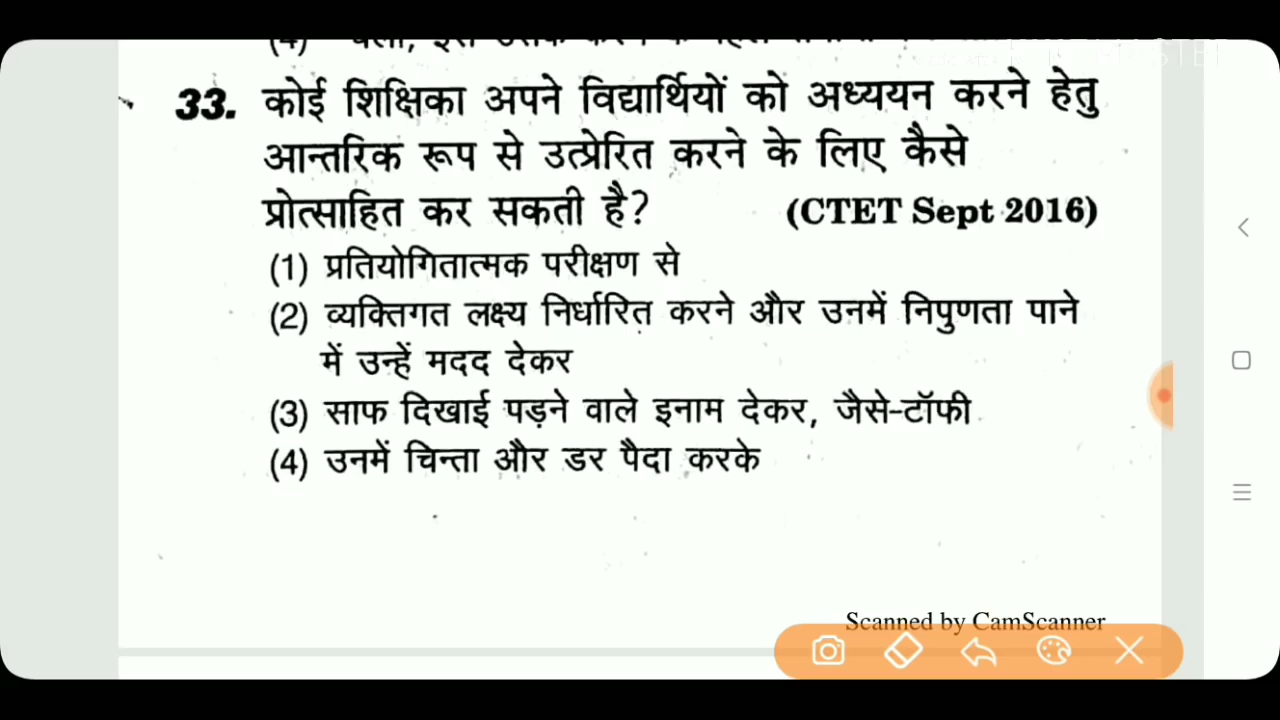 33. कोई शिक्षिका अपने विद्यार्थियों को अध्ययन करने हेतु
आन्तरिक रूप से उत्प्रेरित करने के लिए कैसे
प्रोत्साहित कर सकती है? (CTET Sept 2016)
(1) प्रतियोगितात्मक परीक्षण से
(2) व्यक्तिगत लक्ष्य निर्धारित करने और उनमें निपुणता पाने
में उन्हें मदद देकर
(3) साफ दिखाई पड़ने वाले इनाम देकर, जैसे-टॉफी
(4) उनमें चिन्ता और डर पैदा करके
Scanned by CamScanner